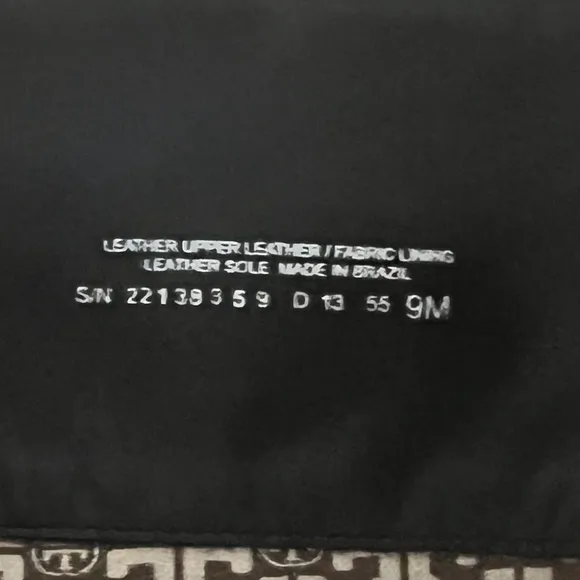 LEATHER UPPER LEATHER / FABRIC LINING
LEATHER SOLE MADE IN BRAZIL
S/N 22138359 D 13 55 9M